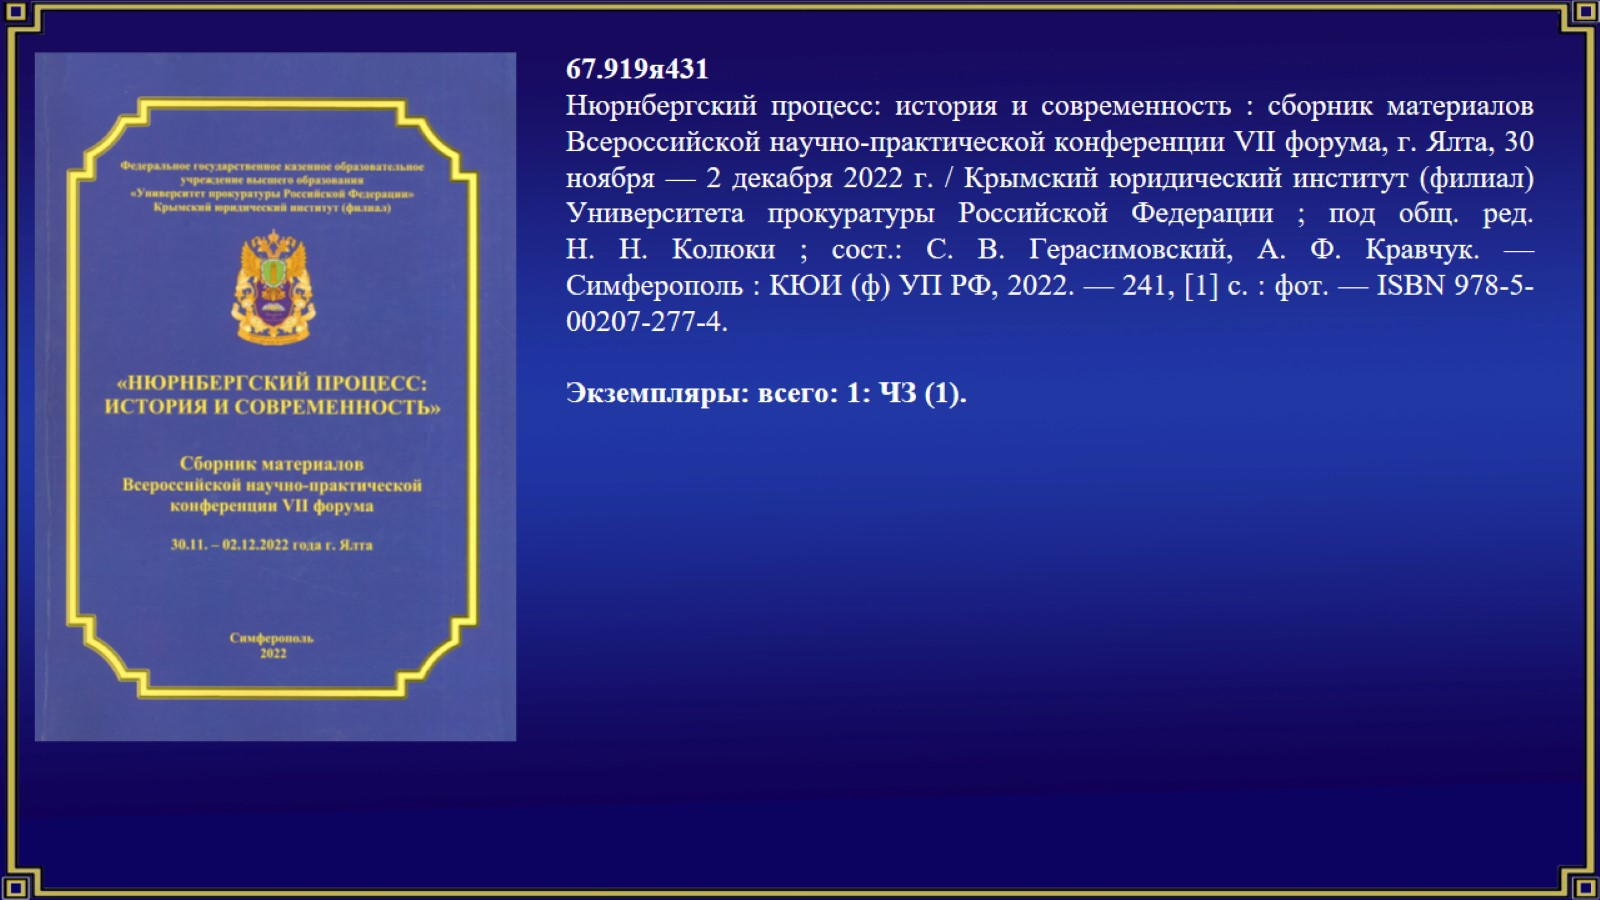 Федеральное государственное казенное образовательное
учреждение высшего образования
«Университет прокуратуры Российской Федерации»
Крымский юридический институт (филиал)
«НЮРНБЕРГСКИЙ ПРОЦЕСС:
ИСТОРИЯ И СОВРЕМЕННОСТЬ»
Сборник материалов
Всероссийской научно-практической
конференции VII форума
30.11. – 02.12.2022 года г. Ялта
Симферополь
2022
67.919я431
Нюрнбергский процесс: история и современность : сборник материалов
Всероссийской научно-практической конференции VII форума, г. Ялта, 30
ноября — 2 декабря 2022 г. / Крымский юридический институт (филиал)
Университета прокуратуры Российской Федерации ; под общ. ред.
Н. Н. Колюки ; сост.: С. В. Герасимовский, А. Ф. Кравчук. —
Симферополь : КЮИ (ф) УП РФ, 2022. — 241, [1] с. : фот. — ISBN 978-5-
00207-277-4.
Экземпляры: всего: 1: ЧЗ (1).